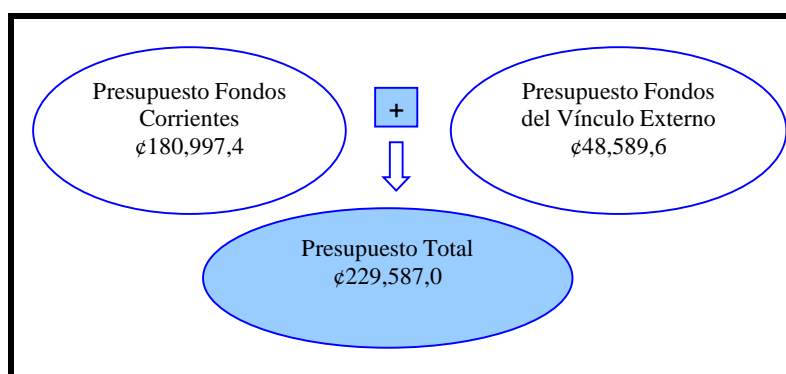 Presupuesto Fondos
Corrientes
¢180,997,4
+
Presupuesto Fondos
del Vínculo Externo
¢48,589,6
Presupuesto Total
¢229,587,0